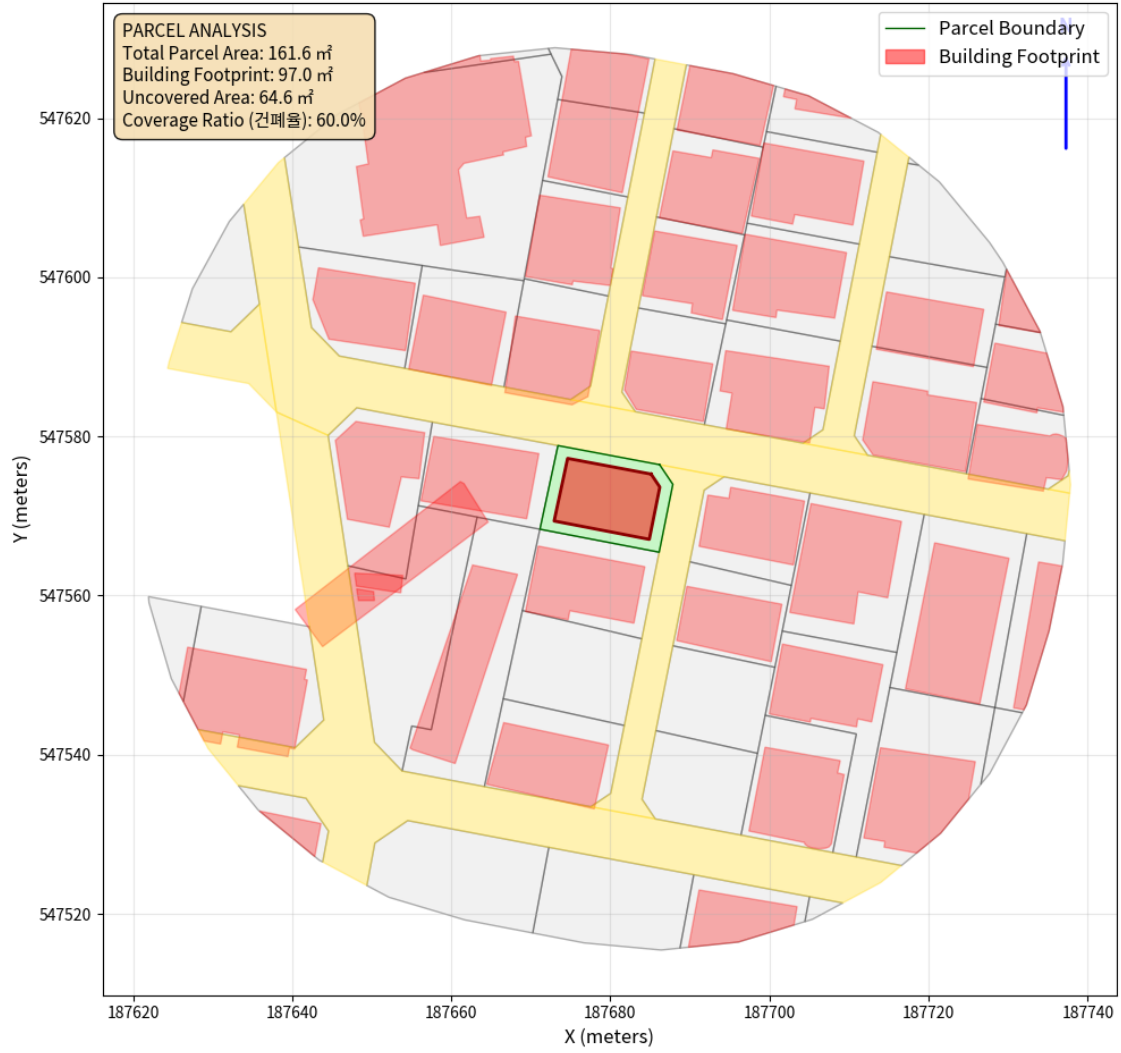 PARCEL ANALYSIS
Total Parcel Area: 161.6 ㎡
Building Footprint: 97.0 ㎡
Uncovered Area: 64.6 ㎡
Coverage Ratio (건폐율): 60.0%
Parcel Boundary
Building Footprint
N
547620
547600
547580
547560
547540
547520
Y (meters)
187620
187640
187660
187680
187700
187720
187740
X (meters)